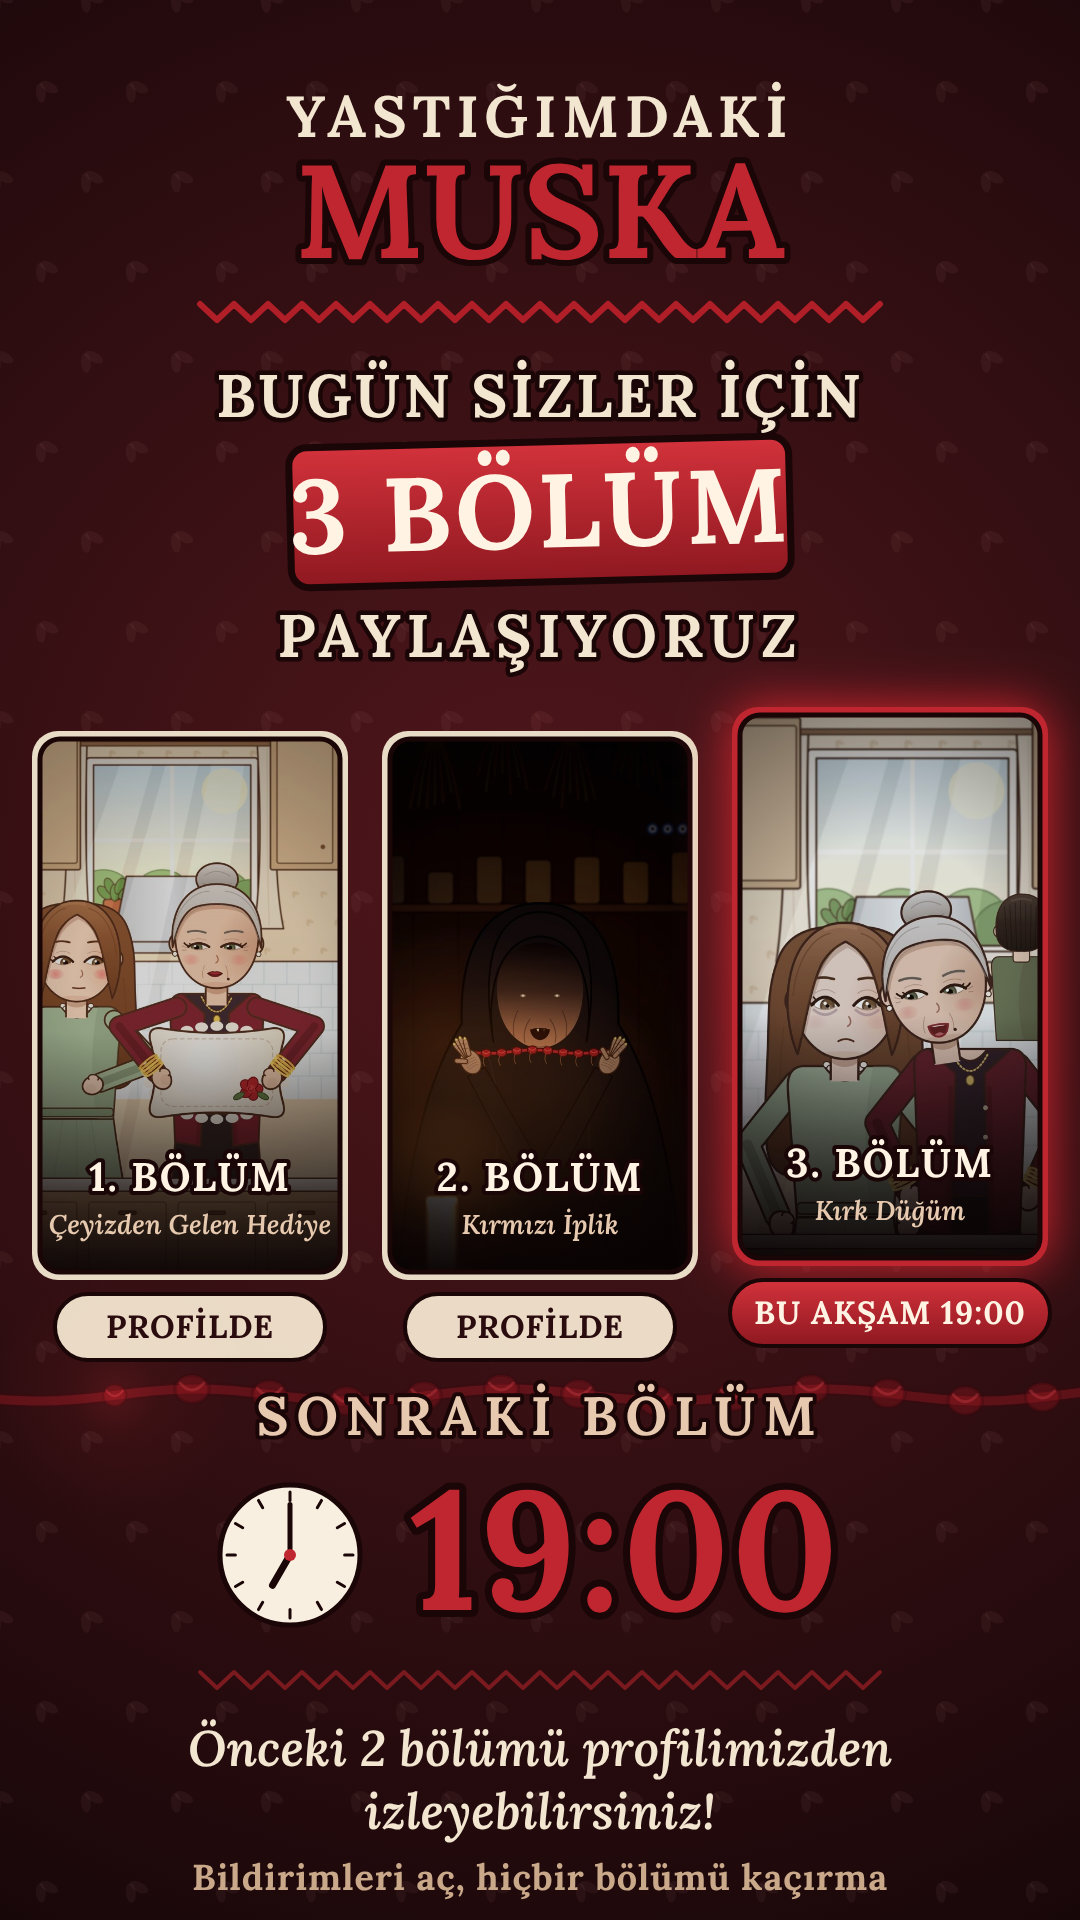 YASTIĞIMDAKİ
MUSKA
BUGÜN SİZLER İÇİN
3 BÖLÜM
PAYLAŞIYORUZ
1. BÖLÜM
Çeyizden Gelen Hediye
PROFİLDE
2. BÖLÜM
Kırmızı İplik
PROFİLDE
3. BÖLÜM
Kırk Düğüm
BU AKŞAM 19:00
SONRAKİ BÖLÜM
19:00
Önceki 2 bölümü profilimizden
izleyebilirsiniz!
Bildirimleri aç, hiçbir bölümü kaçırma